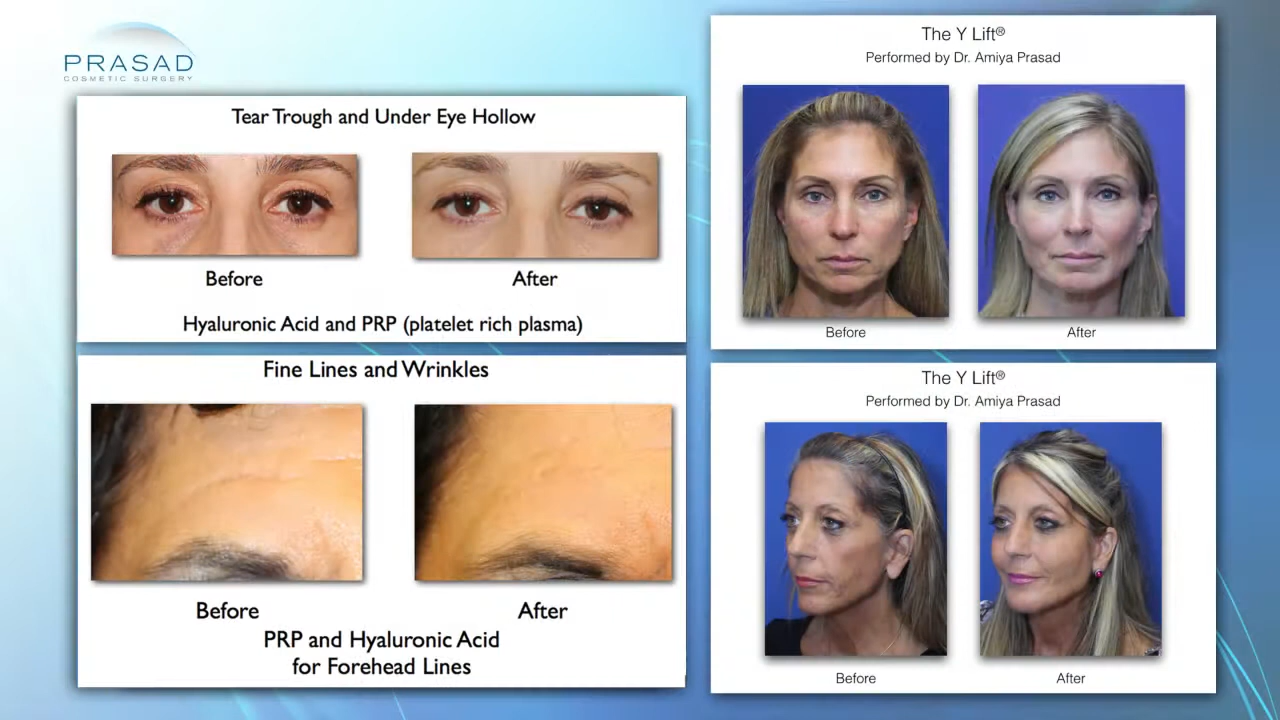 PRASAD
COSMETIC SURGERY
Tear Trough and Under Eye Hollow
Before
After
Hyaluronic Acid and PRP (platelet rich plasma)
Fine Lines and Wrinkles
Before
After
PRP and Hyaluronic Acid
for Forehead Lines
The Y Lift®
Performed by Dr. Amiya Prasad
Before
After
The Y Lift®
Performed by Dr. Amiya Prasad
Before
After